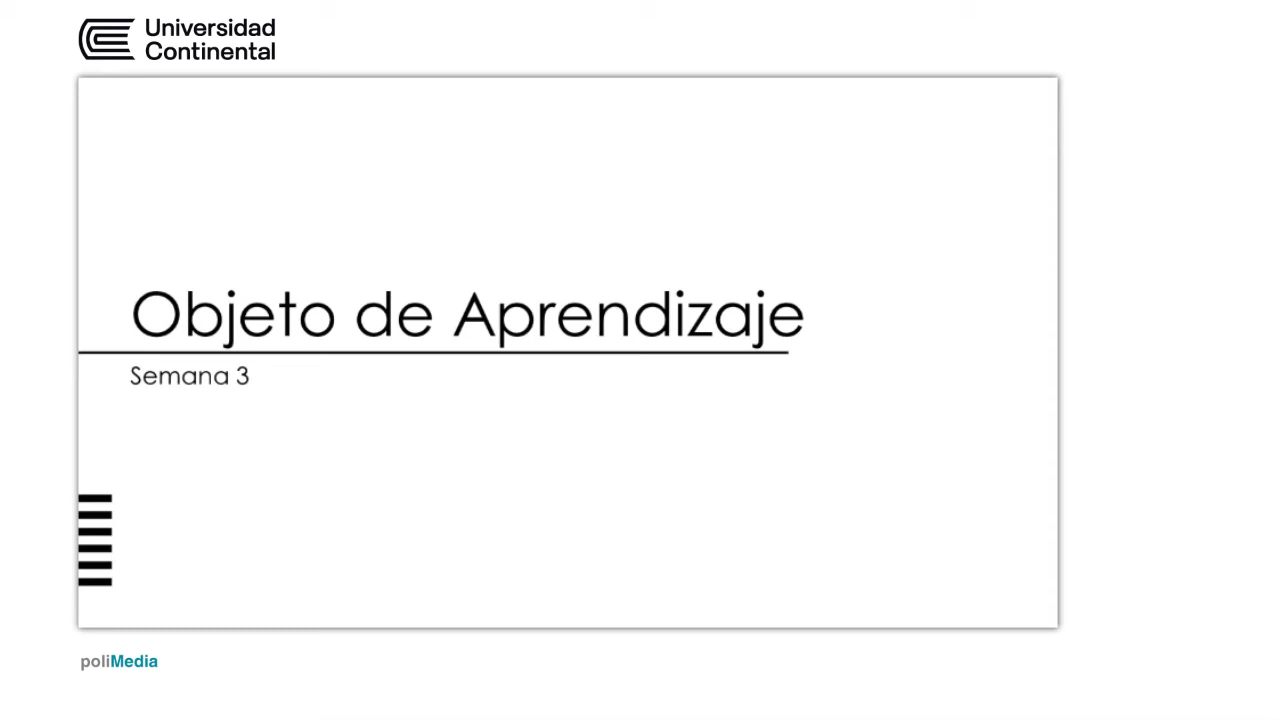 Universidad
Continental
Objeto de Aprendizaje
Semana 3
poliMedia